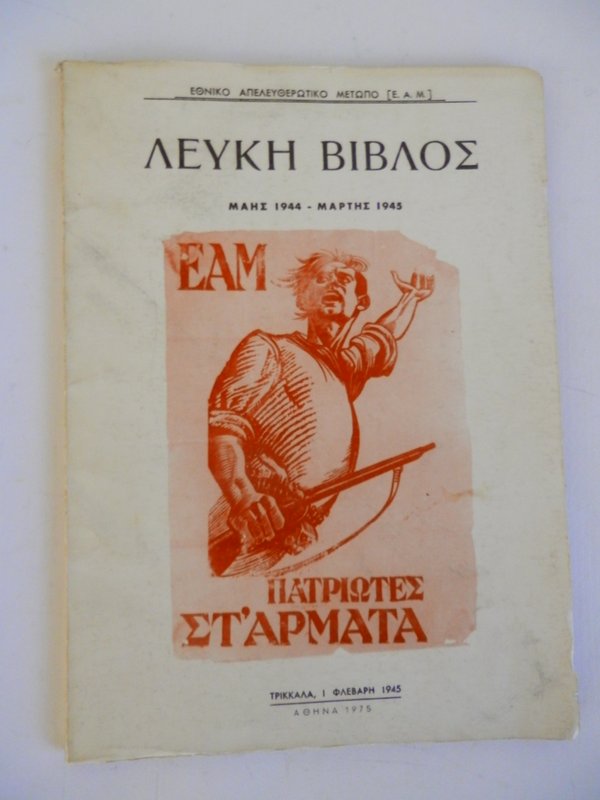 ΕΘΝΙΚΟ ΑΠΕΛΕΥΘΕΡΩΤΙΚΟ ΜΕΤΩΠΟ [Ε. Α. Μ.]
ΛΕΥΚΗ ΒΙΒΛΟΣ
ΜΑΗΣ 1944 - ΜΑΡΤΗΣ 1945
ΕΑΜ
ΠΑΤΡΙΩΤΕΣ
ΣΤ'ΑΡΜΑΤΑ
ΤΡΙΚΚΑΛΑ, 1 ΦΛΕΒΑΡΗ 1945
ΑΘΗΝΑ 1975